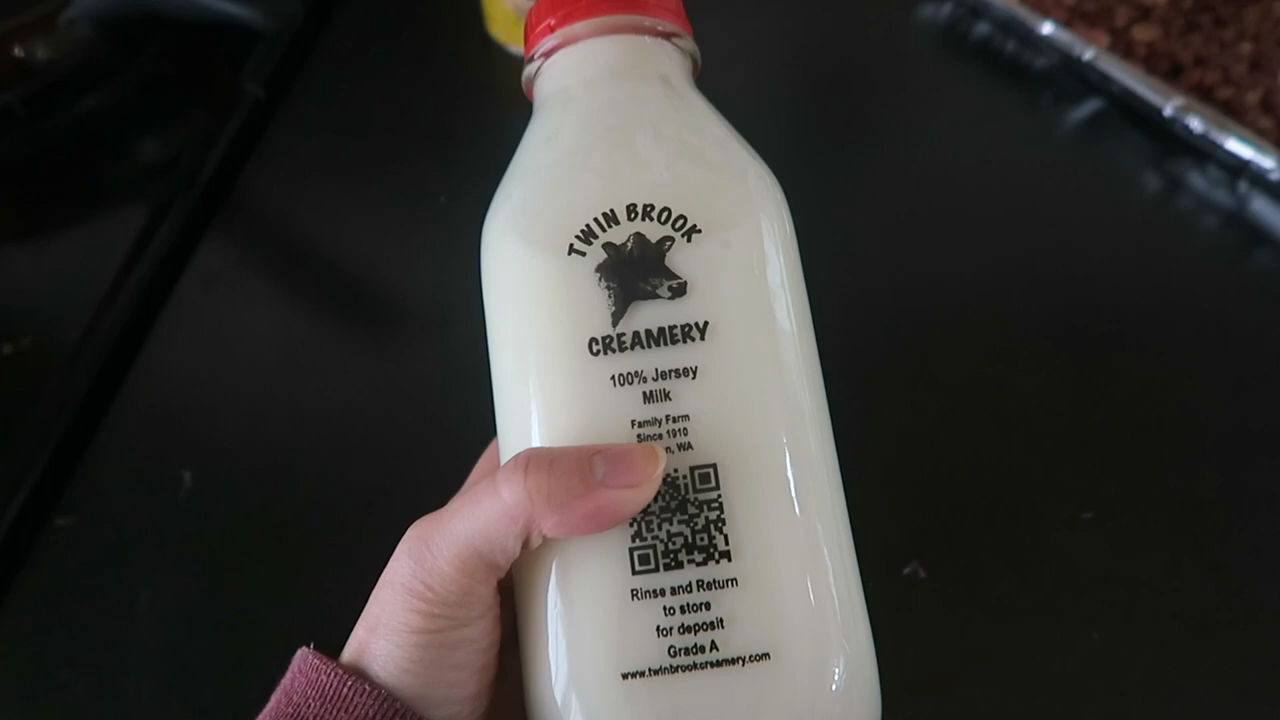 TWIN BROOK
CREAMERY
100% Jersey
Milk
Family Farm
Since 1910
WA
Rinse and Return
to store
for deposit
Grade A
www.twinbrookcreamery.com